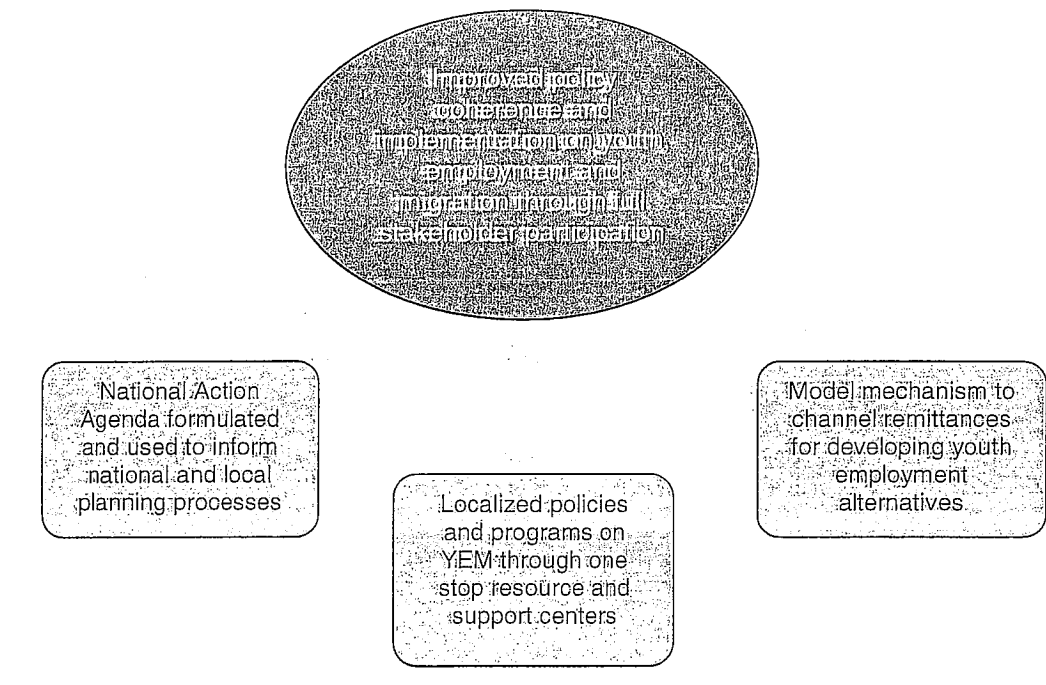 Improved policy
coherence and
implementation on youth,
employment and
migration through full
stakeholder participation
National Action
Agenda formulated
and used to inform
national and local
planning processes
Localized policies
and programs on
YEM through one
stop resource and
support centers
Model mechanism to
channel remittances
for developing youth
employment
alternatives